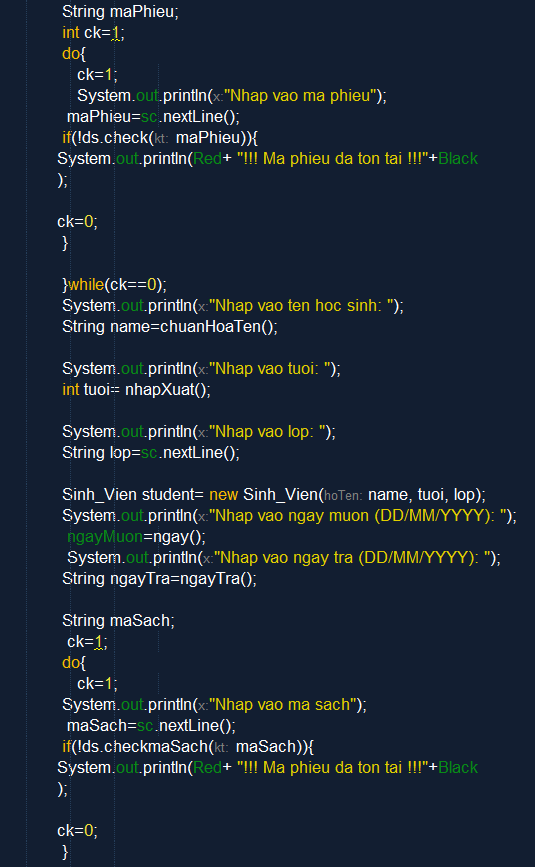 String maPhieu;
int ck=1;
do{
ck=1;
System.out.println(x:"Nhap vao ma phieu");
maPhieu=sc.nextLine();
if(!ds.check(kt: maPhieu)){
System.out.println(Red+ "!!! Ma phieu da ton tai !!!"+Black
);
ck=0;
}
}while(ck==0);
System.out.println(x:"Nhap vao ten hoc sinh: ");
String name=chuanHoaTen();
System.out.println(x:"Nhap vao tuoi: ");
int tuoi= nhapXuat();
System.out.println(x:"Nhap vao lop: ");
String lop=sc.nextLine();
Sinh_Vien student= new Sinh_Vien(hoTen: name, tuoi, lop);
System.out.println(x:"Nhap vao ngay muon (DD/MM/YYYY): ");
ngayMuon=ngay();
System.out.println(x:"Nhap vao ngay tra (DD/MM/YYYY): ");
String ngayTra=ngayTra();
String maSach;
ck=1;
do{
ck=1;
System.out.println(x:"Nhap vao ma sach");
maSach=sc.nextLine();
if(!ds.checkmaSach(kt: maSach)){
System.out.println(Red+ "!!! Ma phieu da ton tai !!!"+Black
);
ck=0;
}